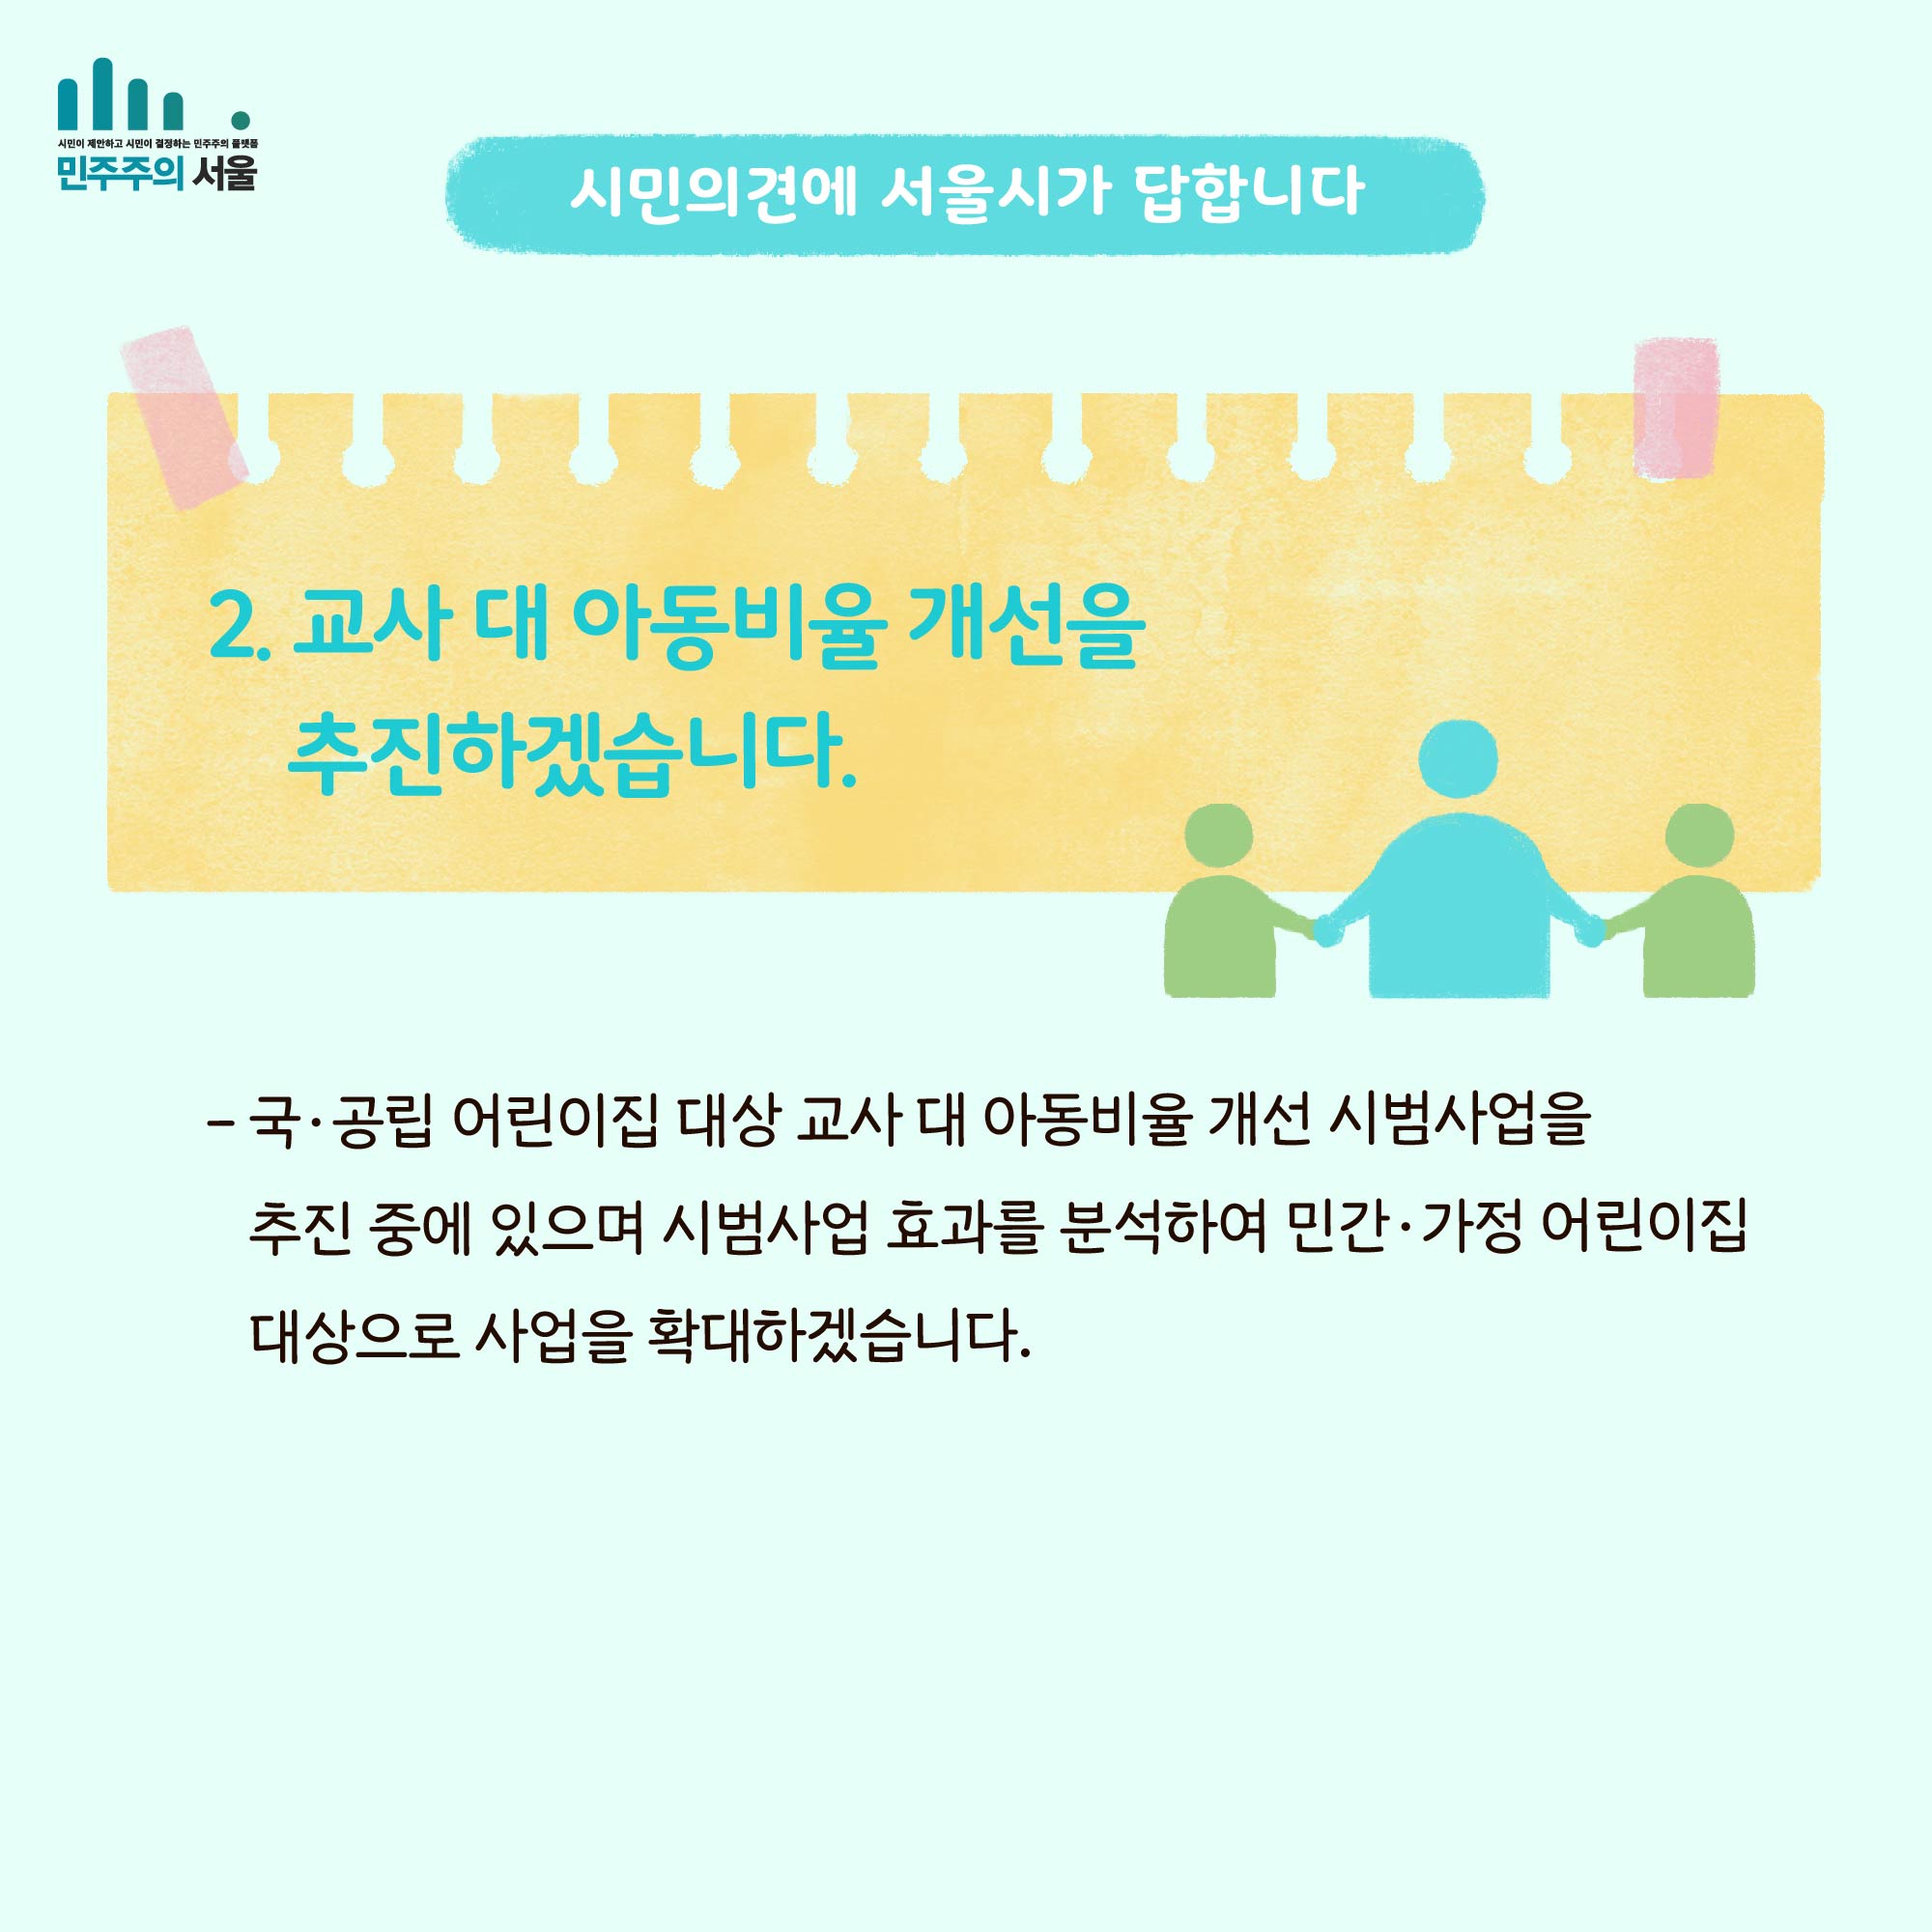 시민이 제안하고 시민이 결정하는 민주주의 플랫폼
민주주의 서울
시민의견에 서울시가 답합니다
2. 교사 대 아동비율 개선을
추진하겠습니다.
– 국·공립 어린이집 대상 교사 대 아동비율 개선 시범사업을
추진 중에 있으며 시범사업 효과를 분석하여 민간·가정 어린이집
대상으로 사업을 확대하겠습니다.